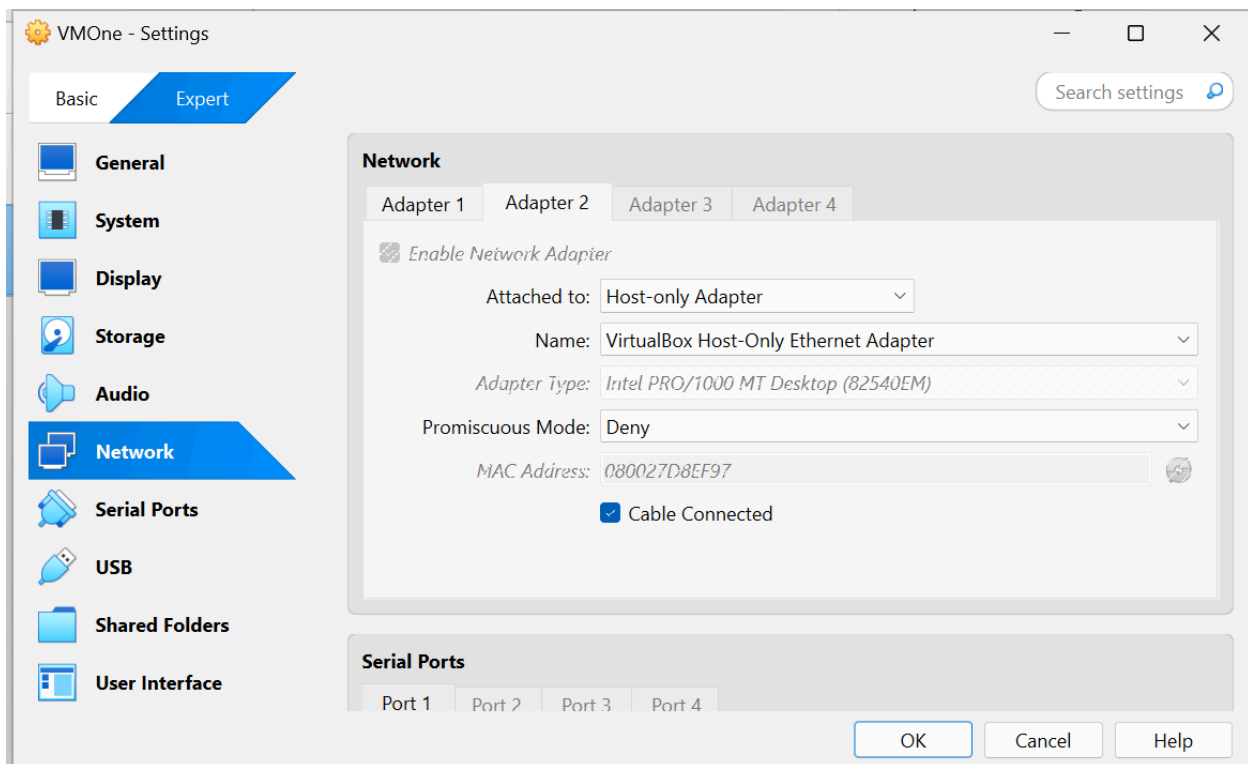 VMOne - Settings
Basic
Expert
Search settings
General
System
Display
Storage
Audio
Network
Serial Ports
USB
Shared Folders
User Interface
Network
Adapter 1
Adapter 2
Adapter 3
Adapter 4
Enable Network Adapter
Attached to: Host-only Adapter
Name: VirtualBox Host-Only Ethernet Adapter
Adapter Type: Intel PRO/1000 MT Desktop (82540EM)
Promiscuous Mode: Deny
MAC Address: 080027D8EF97
Cable Connected
Serial Ports
Port 1
Port 2
Port 3
Port 4
OK
Cancel
Help